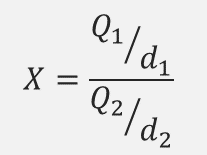 X = (Q₁/d₁)/(Q₂/d₂)